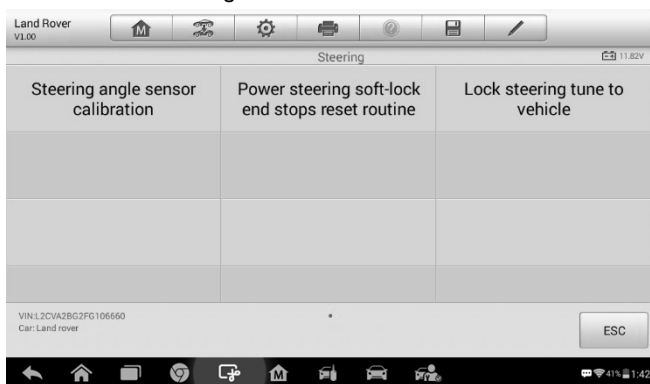 Land Rover
V1.00
Steering
11.82V
Steering angle sensor
calibration
Power steering soft-lock
end stops reset routine
Lock steering tune to
vehicle
VIN:L2CVA2BG2FG106660
Car: Land rover
ESC
41% 1:42